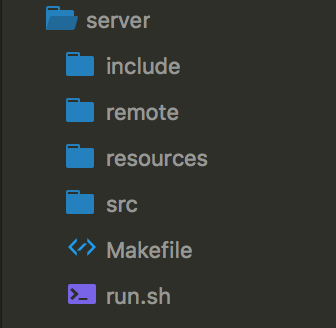 server
include
remote
resources
src
Makefile
run.sh